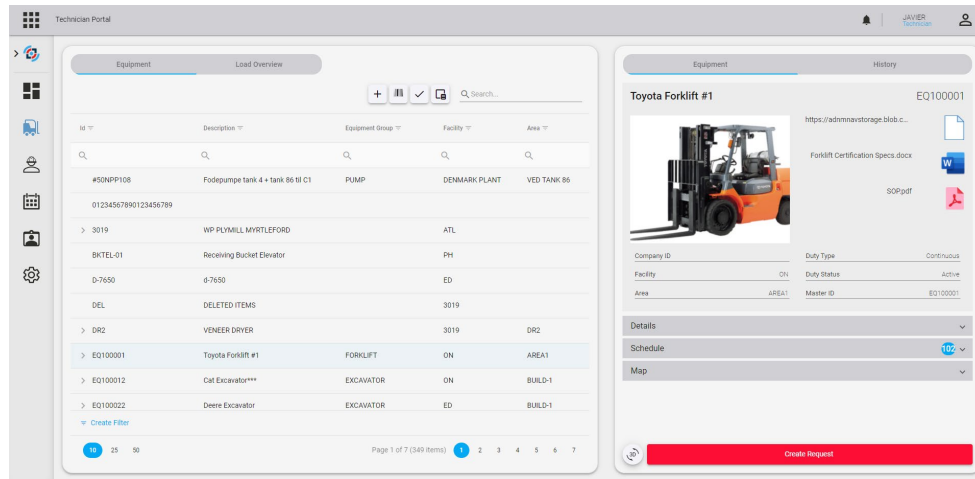 Technician Portal
JAVIER
Technician
Equipment Load Overview
Search...
Id Description Equipment Group Facility Area
#50NPP108 Fodepumpe tank 4 + tank 86 til C1 PUMP DENMARK PLANT VED TANK 86
01234567890123456789
3019 WP PLYMILL MYRTLEFORD ATL
BKTEL-01 Receiving Bucket Elevator PH
D-7650 d-7650 ED
DEL DELETED ITEMS 3019
DR2 VENEER DRYER 3019 DR2
EQ100001 Toyota Forklift #1 FORKLIFT ON AREA1
EQ100012 Cat Excavator*** EXCAVATOR ON BUILD-1
EQ100022 Deere Excavator EXCAVATOR ED BUILD-1
Create Filter
10 25 50 Page 1 of 7 (349 items) 1 2 3 4 5 6 7
Equipment History
Toyota Forklift #1 EQ100001
https://adnmnavstorage.blob.c...
Forklift Certification Specs.docx
W
SOP.pdf
Company ID Duty Type Continuous
Facility ON Duty Status Active
Area AREA1 Master ID EQ100001
Details
Schedule 102
Map
3D Create Request